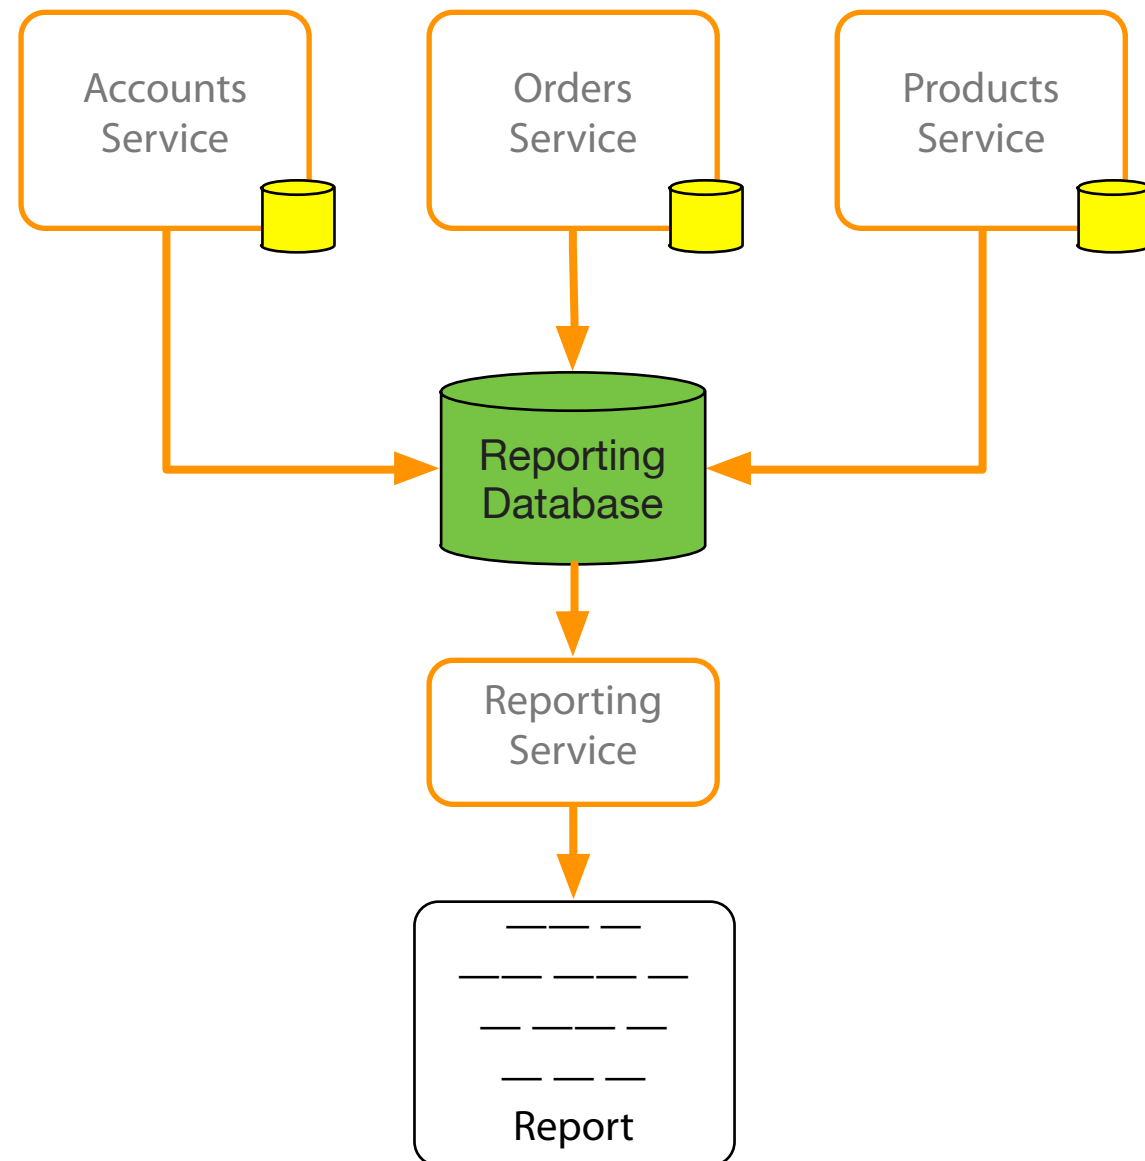 Accounts
Service
Orders
Service
Products
Service
Reporting
Database
Reporting
Service
Report